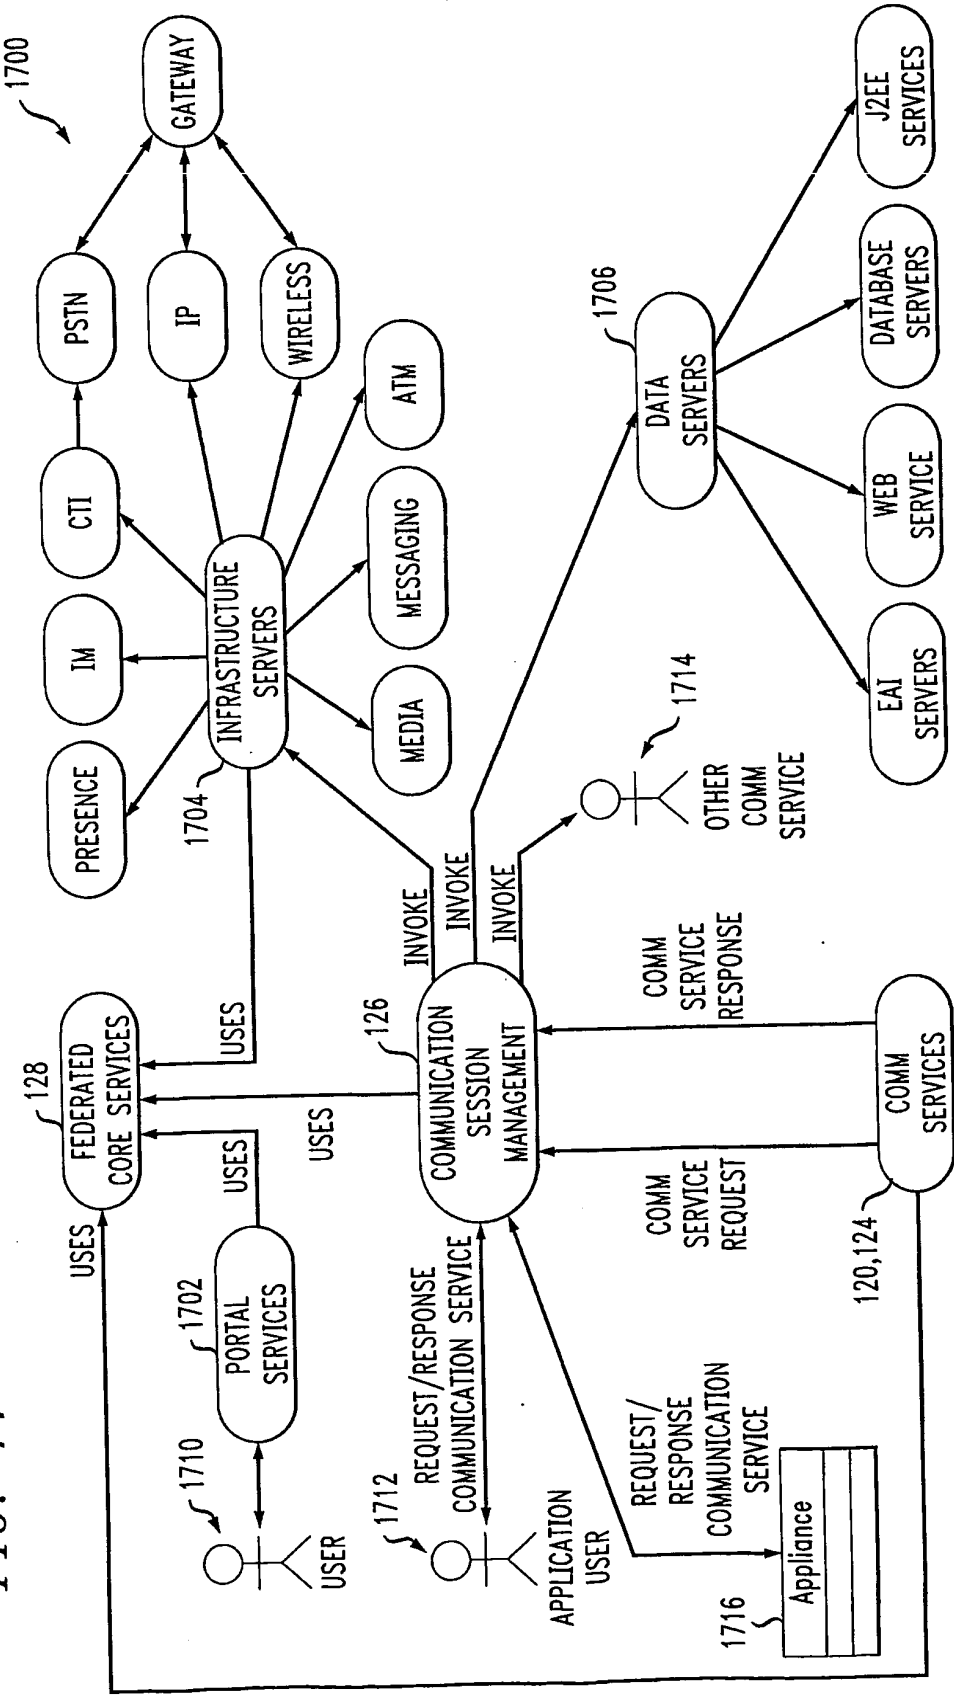 FIG. 17
1700
USES
128
FEDERATED
CORE SERVICES
PRESENCE
IM
CTI
PSTN
GATEWAY
IP
WIRELESS
1710
USER
1702
PORTAL
SERVICES
USES
USES
USES
1704
INFRASTRUCTURE
SERVERS
MEDIA
MESSAGING
ATM
1712
APPLICATION
USER
REQUEST/RESPONSE
COMMUNICATION SERVICE
126
COMMUNICATION
SESSION
MANAGEMENT
INVOKE
INVOKE
INVOKE
1706
DATA
SERVERS
1714
OTHER
COMM
SERVICE
REQUEST/
RESPONSE
COMMUNICATION
SERVICE
COMM
SERVICE
REQUEST
COMM
SERVICE
RESPONSE
1716
Appliance
120,124
COMM
SERVICES
EAI
SERVERS
WEB
SERVICE
DATABASE
SERVERS
J2EE
SERVICES